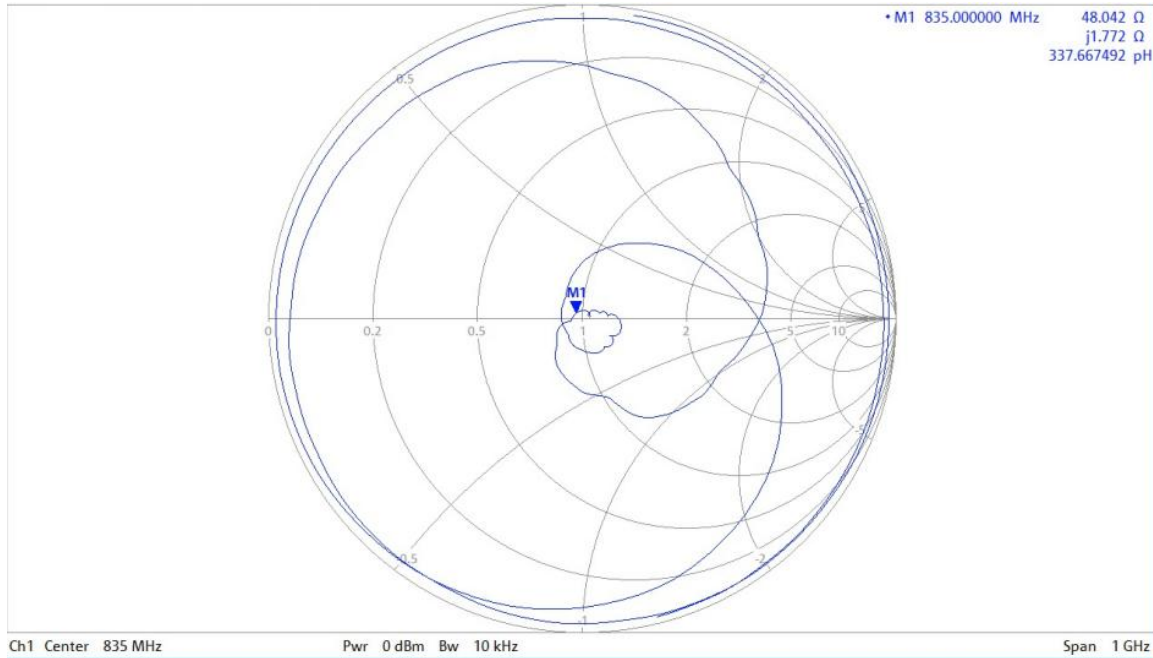 • M1 835.000000 MHz 48.042 Ω
j1.772 Ω
337.667492 pH
1
0.5
2
5
M1
0 0.2 0.5 1 2 5 10
-5
-0.5
-2
-1
Ch1 Center 835 MHz Pwr 0 dBm Bw 10 kHz Span 1 GHz